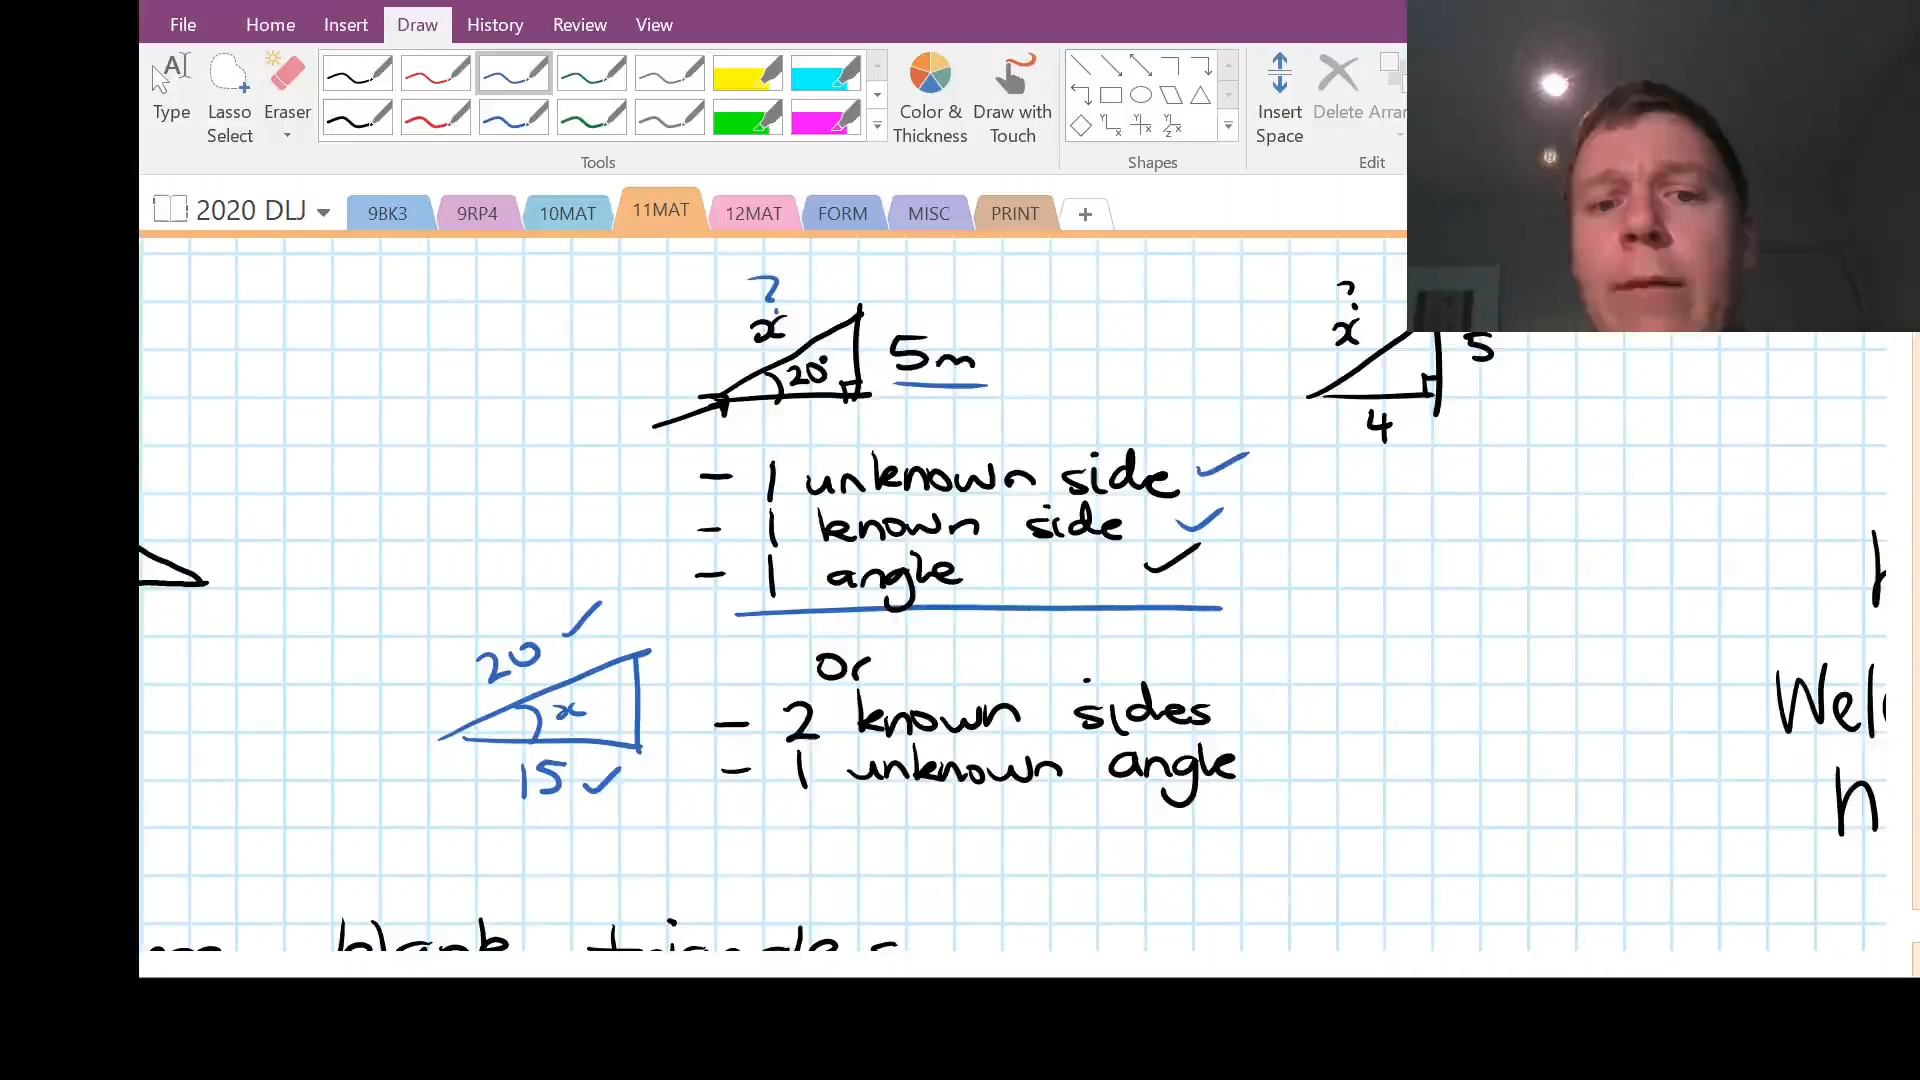 File Home Insert Draw History Review View
Type
Lasso Select
Eraser
Color & Thickness
Draw with Touch
Insert Space
Delete
Tools
Shapes
Edit
2020 DLJ
9BK3 9RP4 10MAT 11MAT 12MAT FORM MISC PRINT +
?
x
20°
5m
?
x
5
4
- 1 unknown side ✓
- 1 known side ✓
- 1 angle ✓
20 ✓
x
15 ✓
or
- 2 known sides
- 1 unknown angle
blank triangles